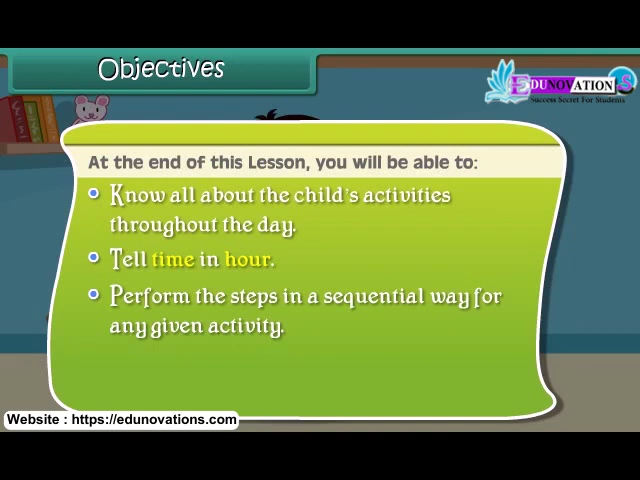 Objectives
EDUNOVATIONS
Success Secret For Students
At the end of this Lesson, you will be able to:
Know all about the child's activities
throughout the day.
Tell time in hour.
Perform the steps in a sequential way for
any given activity.
Website : https://edunovations.com